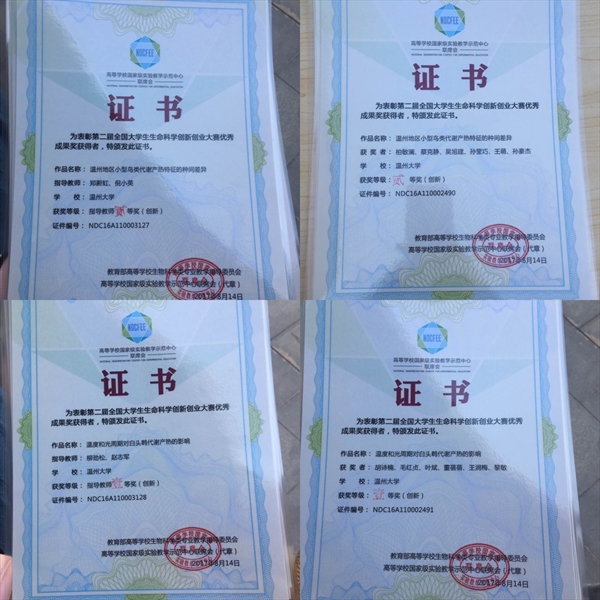 NDCFEE
高等学校国家级实验教学示范中心
联席会
证书
为表彰第二届全国大学生生命科学创新创业大赛优秀
成果奖获得者，特颁发此证书。
作品名称： 温州地区小型鸟类代谢产热特征的种间差异
指导教师： 郑蔚虹、倪小英
学 校： 温州大学
获奖等级： 指导教师贰等奖（创新）
证件编号： NDC16A110003127
教育部高等学校生物科学类专业教学指导委员会
高等学校国家级实验教学示范中心联席会（代章）
2017年8月14日
NDCFEE
高等学校国家级实验教学示范中心
联席会
证书
为表彰第二届全国大学生生命科学创新创业大赛优秀
成果奖获得者，特颁发此证书。
作品名称： 温州地区小型鸟类代谢产热特征的种间差异
获 奖 者： 柏敏澜、蔡克静、吴旭建、孙莹巧、王萌、孙豪杰
学 校： 温州大学
获奖等级： 贰 等奖（创新）
证件编号： NDC16A110002490
教育部高等学校生物科学类专业教学指导委员会
高等学校国家级实验教学示范中心联席会（代章）
2017年8月14日
NDCFEE
高等学校国家级实验教学示范中心
联席会
证书
为表彰第二届全国大学生生命科学创新创业大赛优秀
成果奖获得者，特颁发此证书。
作品名称： 温度和光周期对白头鹎代谢产热的影响
指导教师： 柳劲松、赵志军
学 校： 温州大学
获奖等级： 指导教师壹等奖（创新）
证件编号： NDC16A110003128
教育部高等学校生物科学类专业教学指导委员会
高等学校国家级实验教学示范中心联席会（代章）
2017年8月14日
NDCFEE
高等学校国家级实验教学示范中心
联席会
证书
为表彰第二届全国大学生生命科学创新创业大赛优秀
成果奖获得者，特颁发此证书。
作品名称： 温度和光周期对白头鹎代谢产热的影响
获 奖 者： 胡诗楠、毛红贞、叶斌、董蓓蓓、王润梅、黎敏
学 校： 温州大学
获奖等级： 壹 等奖（创新）
证件编号： NDC16A110002491
教育部高等学校生物科学类专业教学指导委员会
高等学校国家级实验教学示范中心联席会（代章）
2017年8月14日